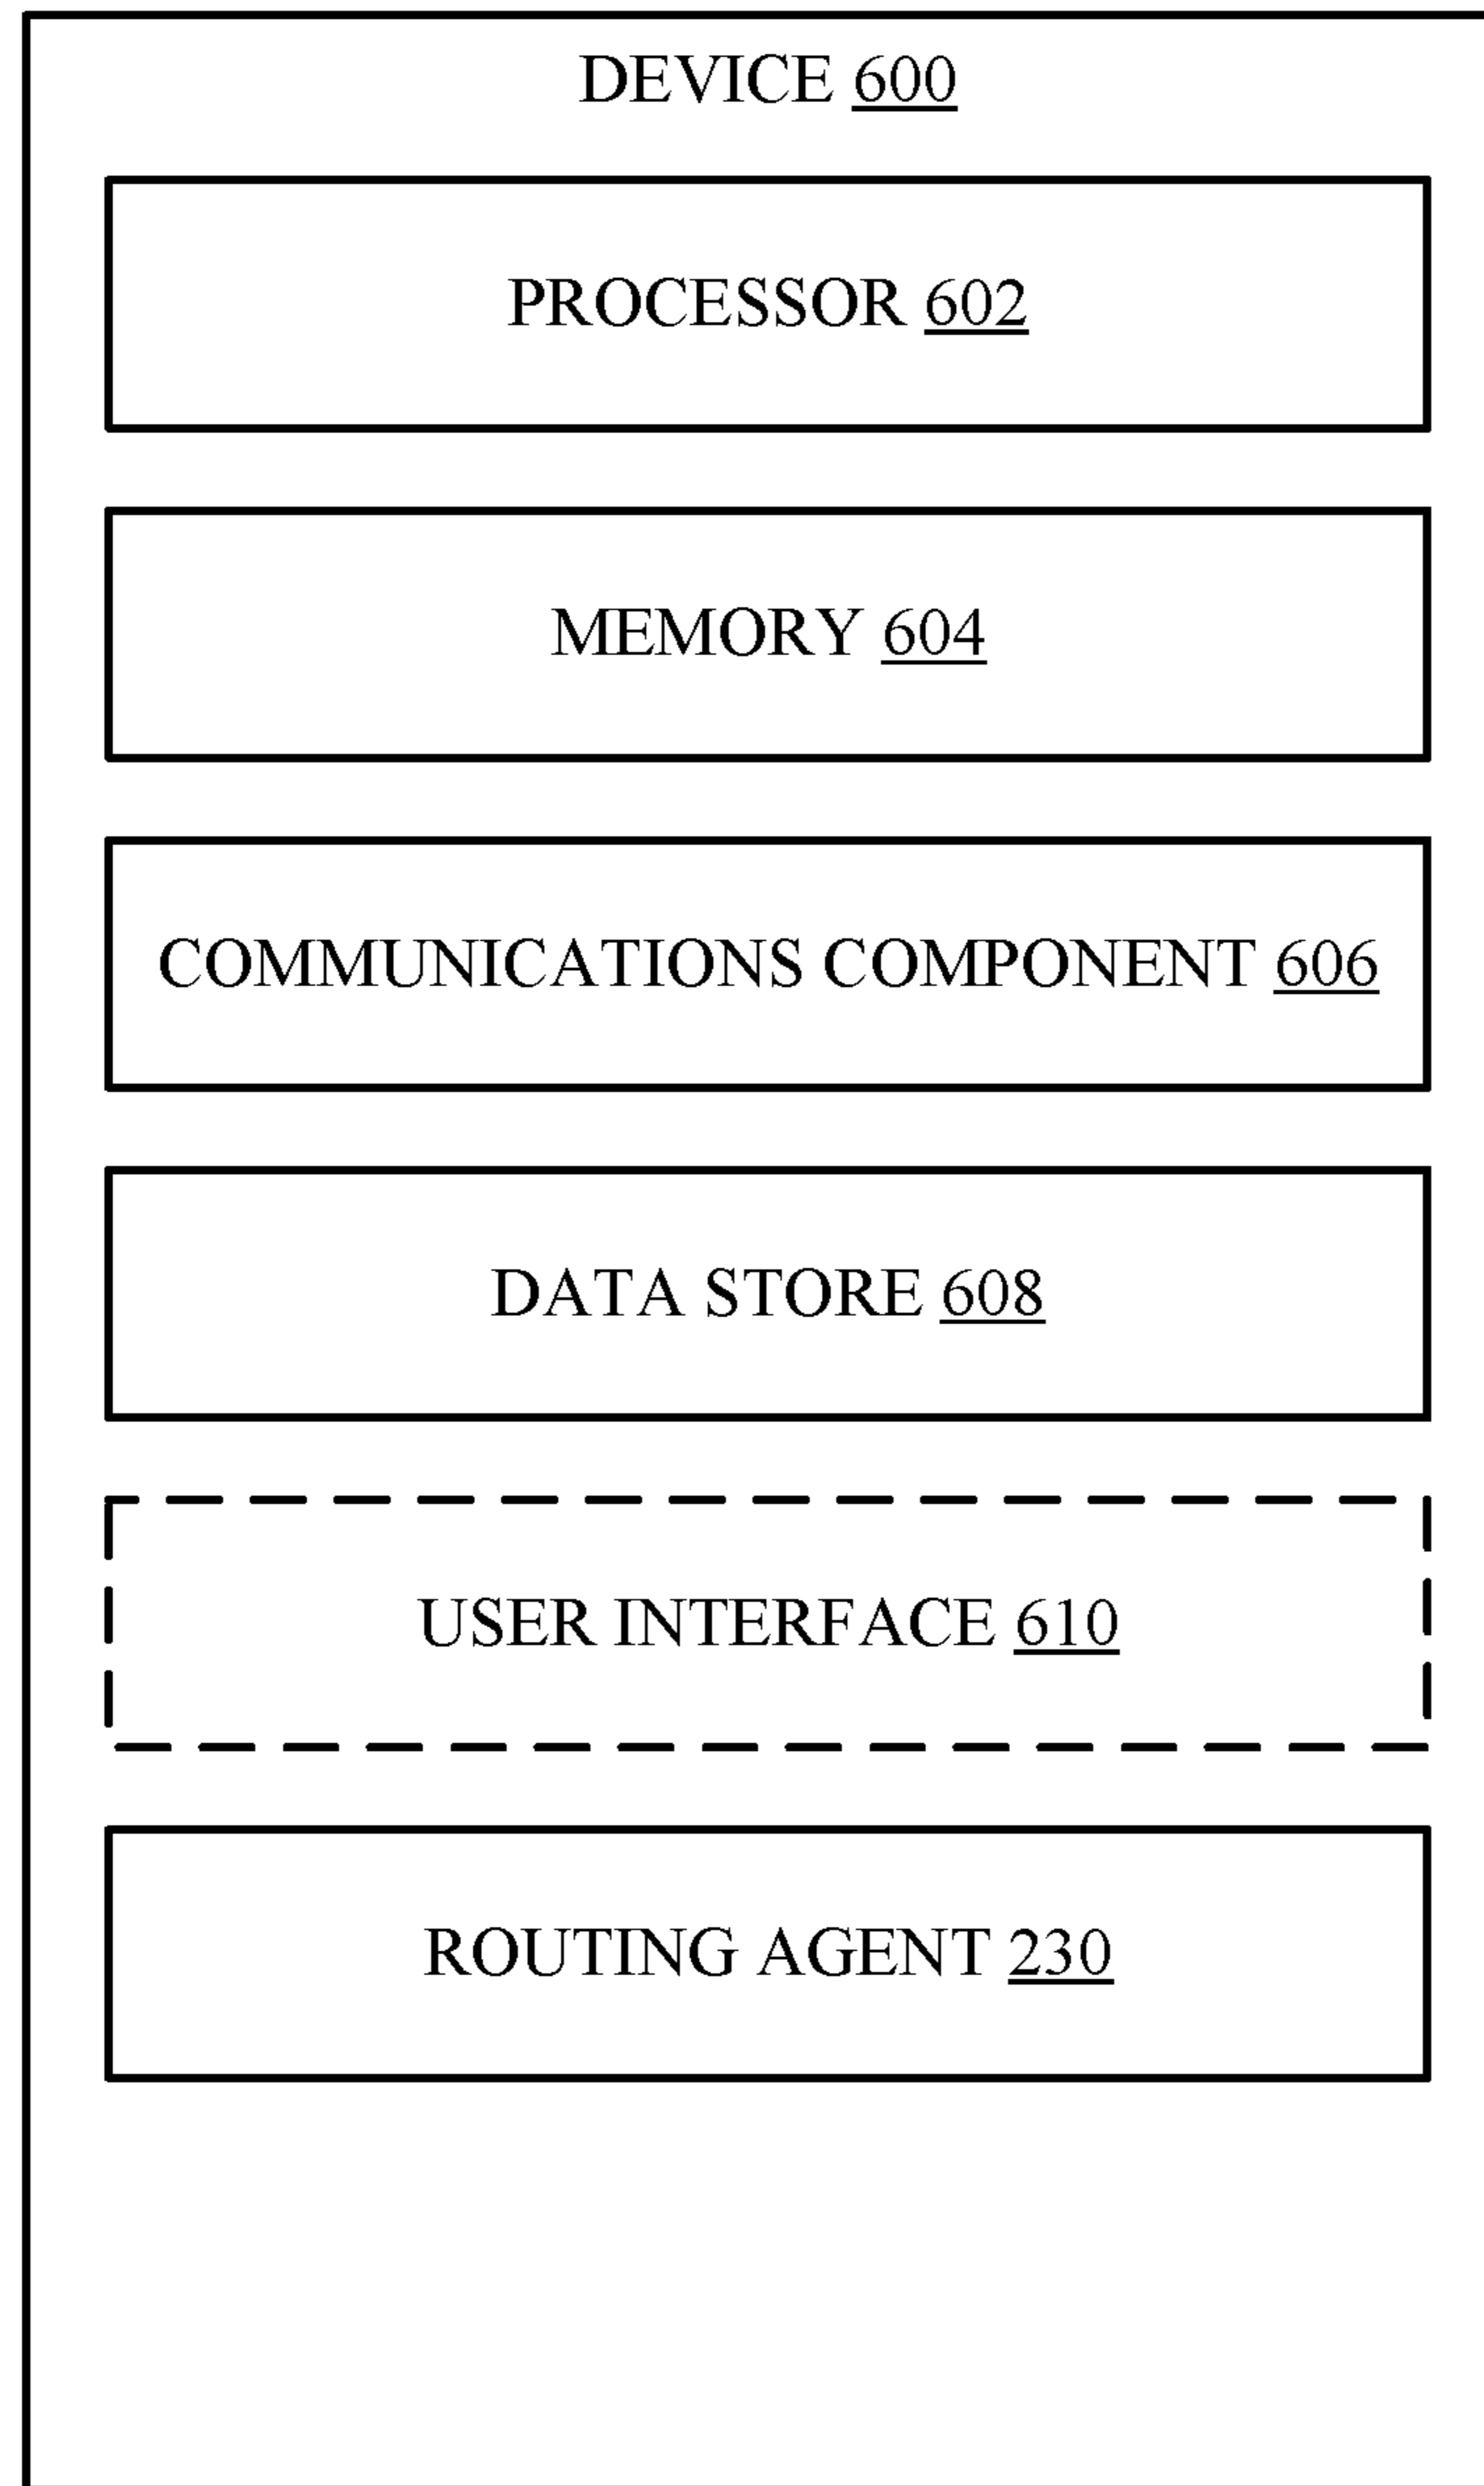 DEVICE 600
PROCESSOR 602
MEMORY 604
COMMUNICATIONS COMPONENT 606
DATA STORE 608
USER INTERFACE 610
ROUTING AGENT 230